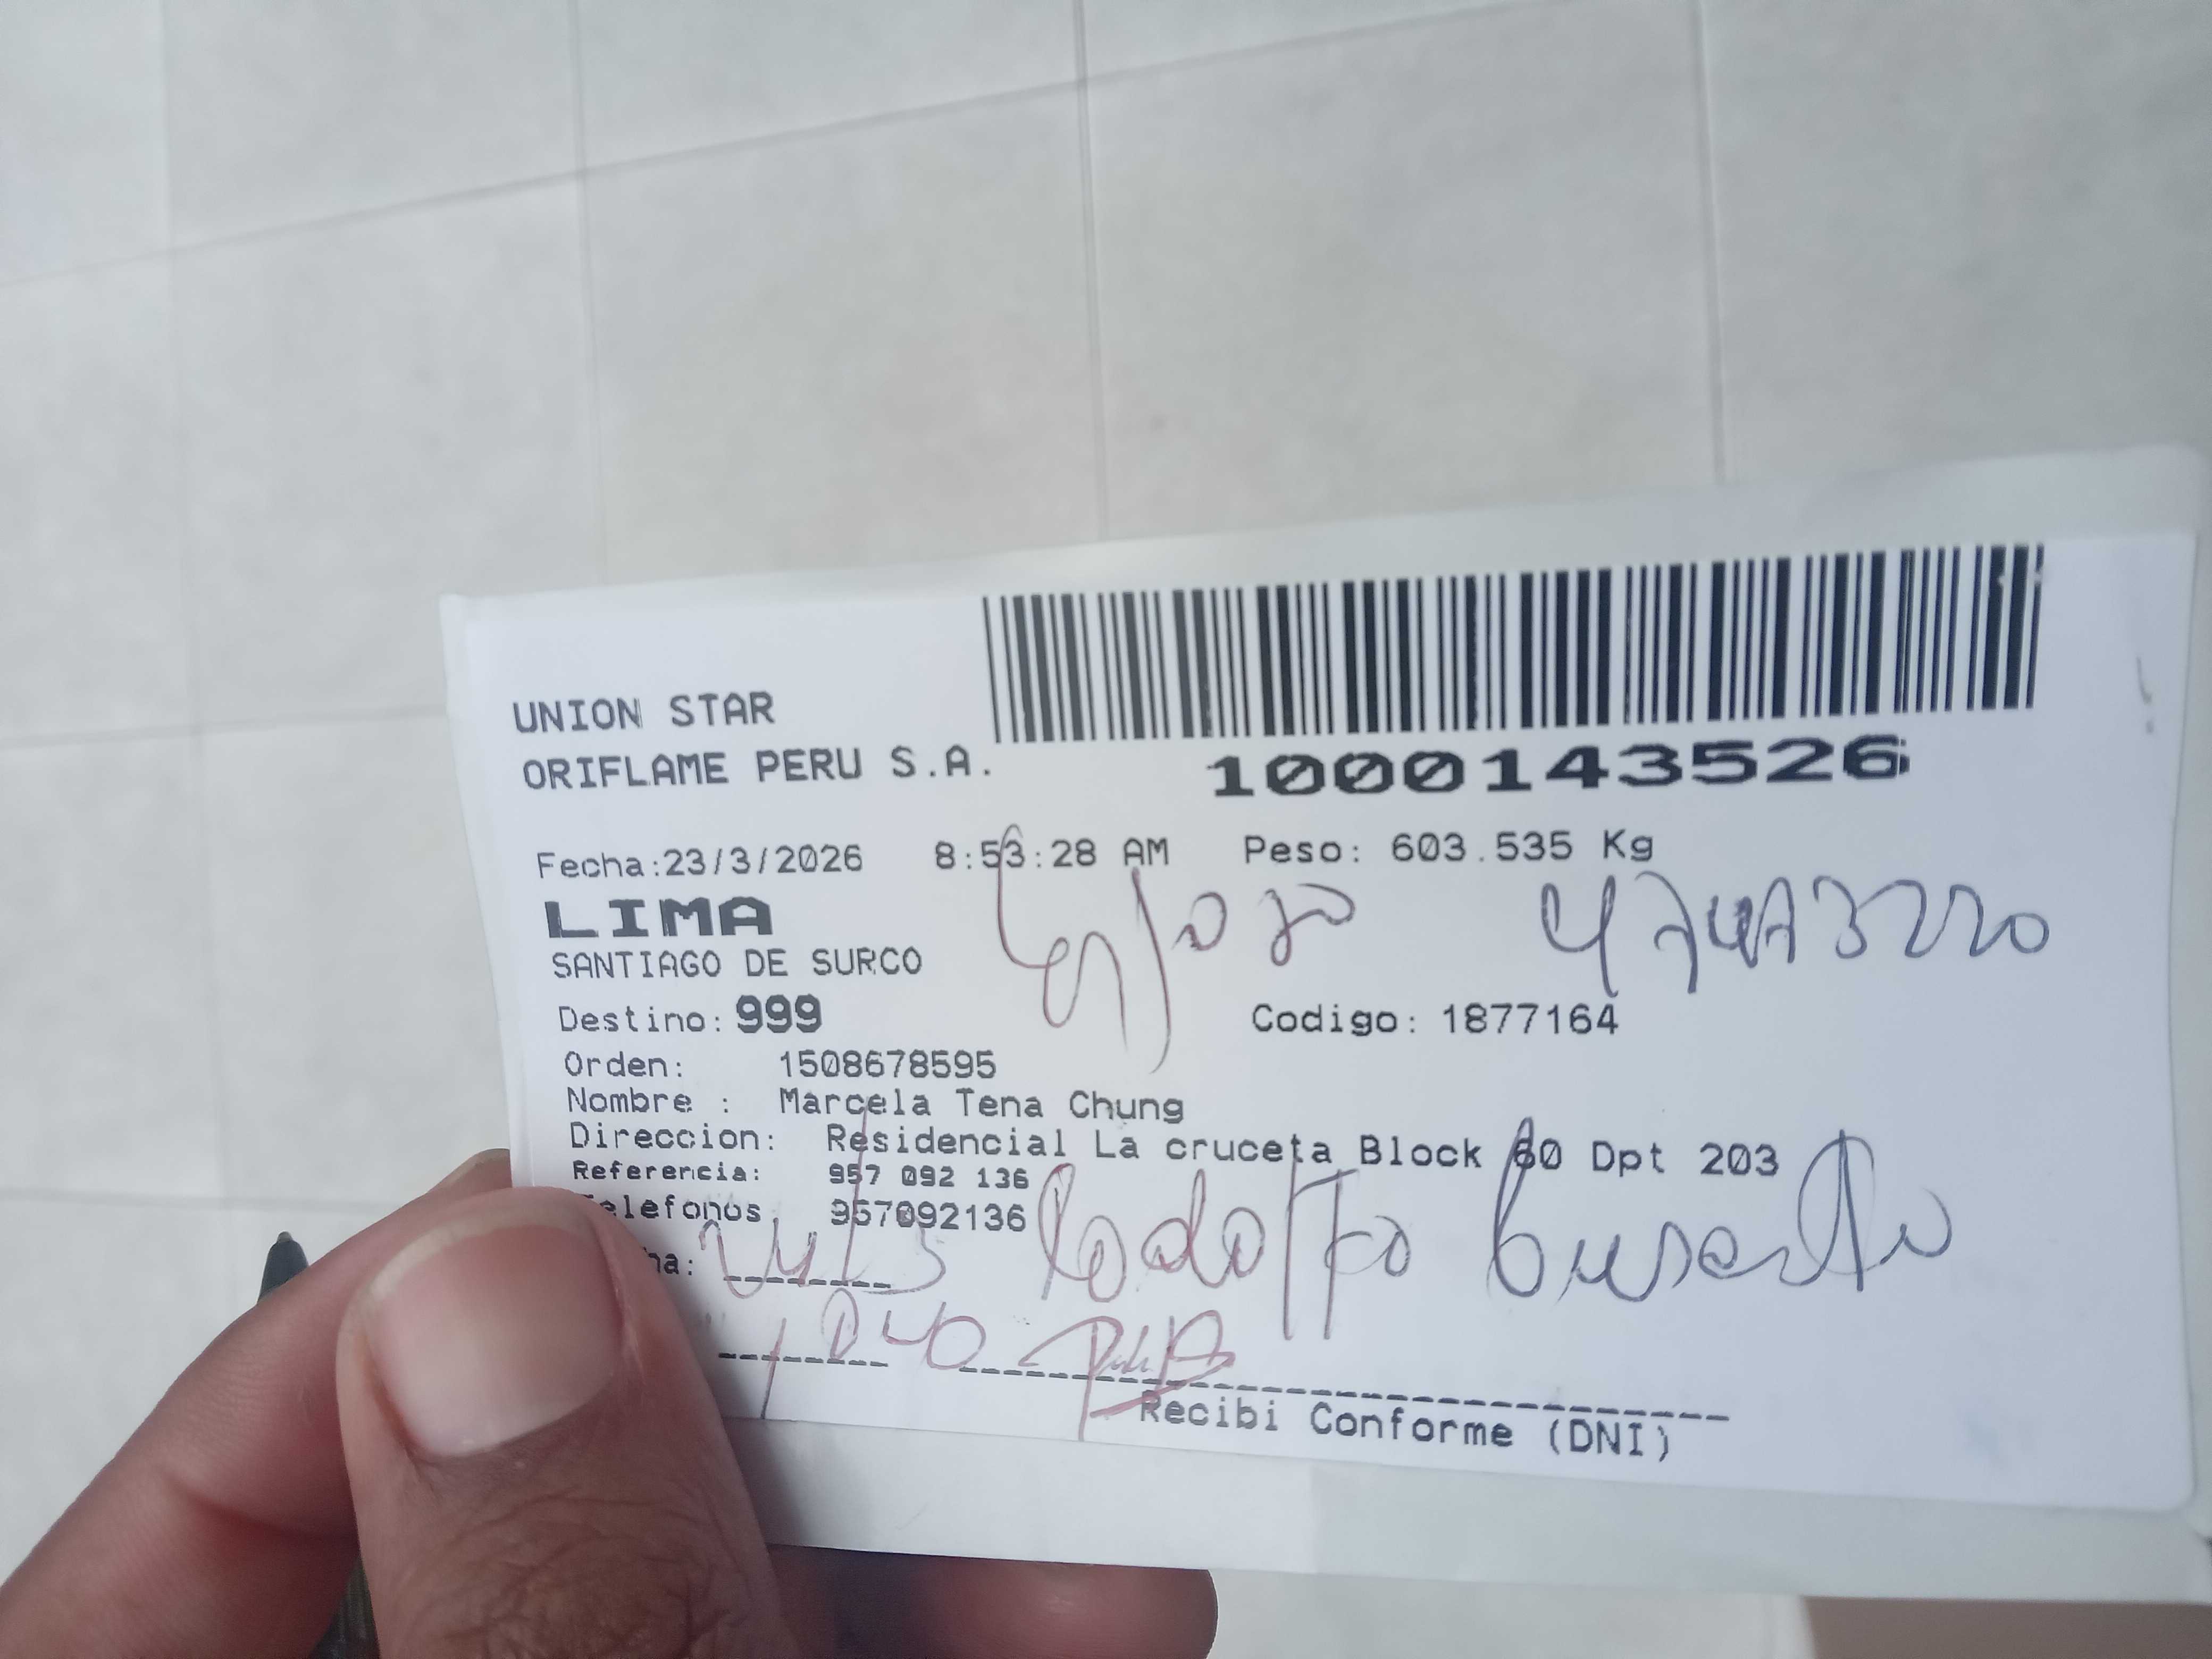 UNION STAR
ORIFLAME PERU S.A.
1000143526
Fecha:23/3/2026 8:53:28 AM Peso: 603.535 Kg
LIMA
SANTIAGO DE SURCO
Destino: 999 Codigo: 1877164
Orden: 1508678595
Nombre : Marcela Tena Chung
Direccion: Residencial La cruceta Block 60 Dpt 203
Referencia: 957 092 136
Telefonos 957092136
Luis Rodolfo
Recibi Conforme (DNI)